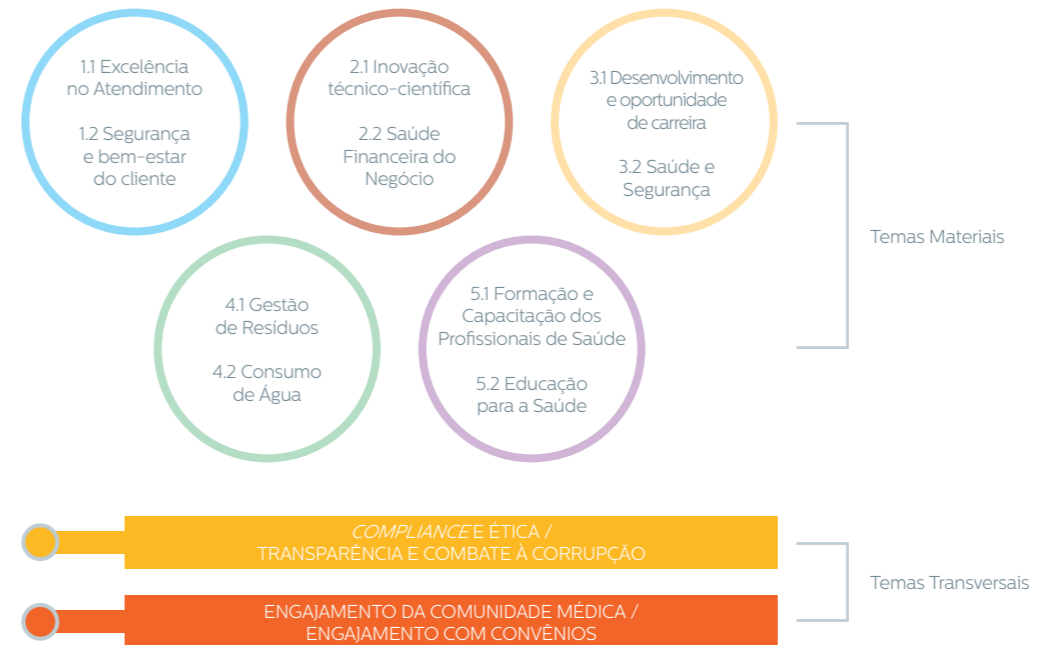 1.1 Excelência
no Atendimento
1.2 Segurança
e bem-estar
do cliente
2.1 Inovação
técnico-científica
2.2 Saúde
Financeira do
Negócio
3.1 Desenvolvimento
e oportunidade
de carreira
3.2 Saúde e
Segurança
Temas Materiais
4.1 Gestão
de Resíduos
4.2 Consumo
de Água
5.1 Formação e
Capacitação dos
Profissionais de Saúde
5.2 Educação
para a Saúde
COMPLIANCE E ÉTICA /
TRANSPARÊNCIA E COMBATE À CORRUPÇÃO
Temas Transversais
ENGAJAMENTO DA COMUNIDADE MÉDICA /
ENGAJAMENTO COM CONVÊNIOS